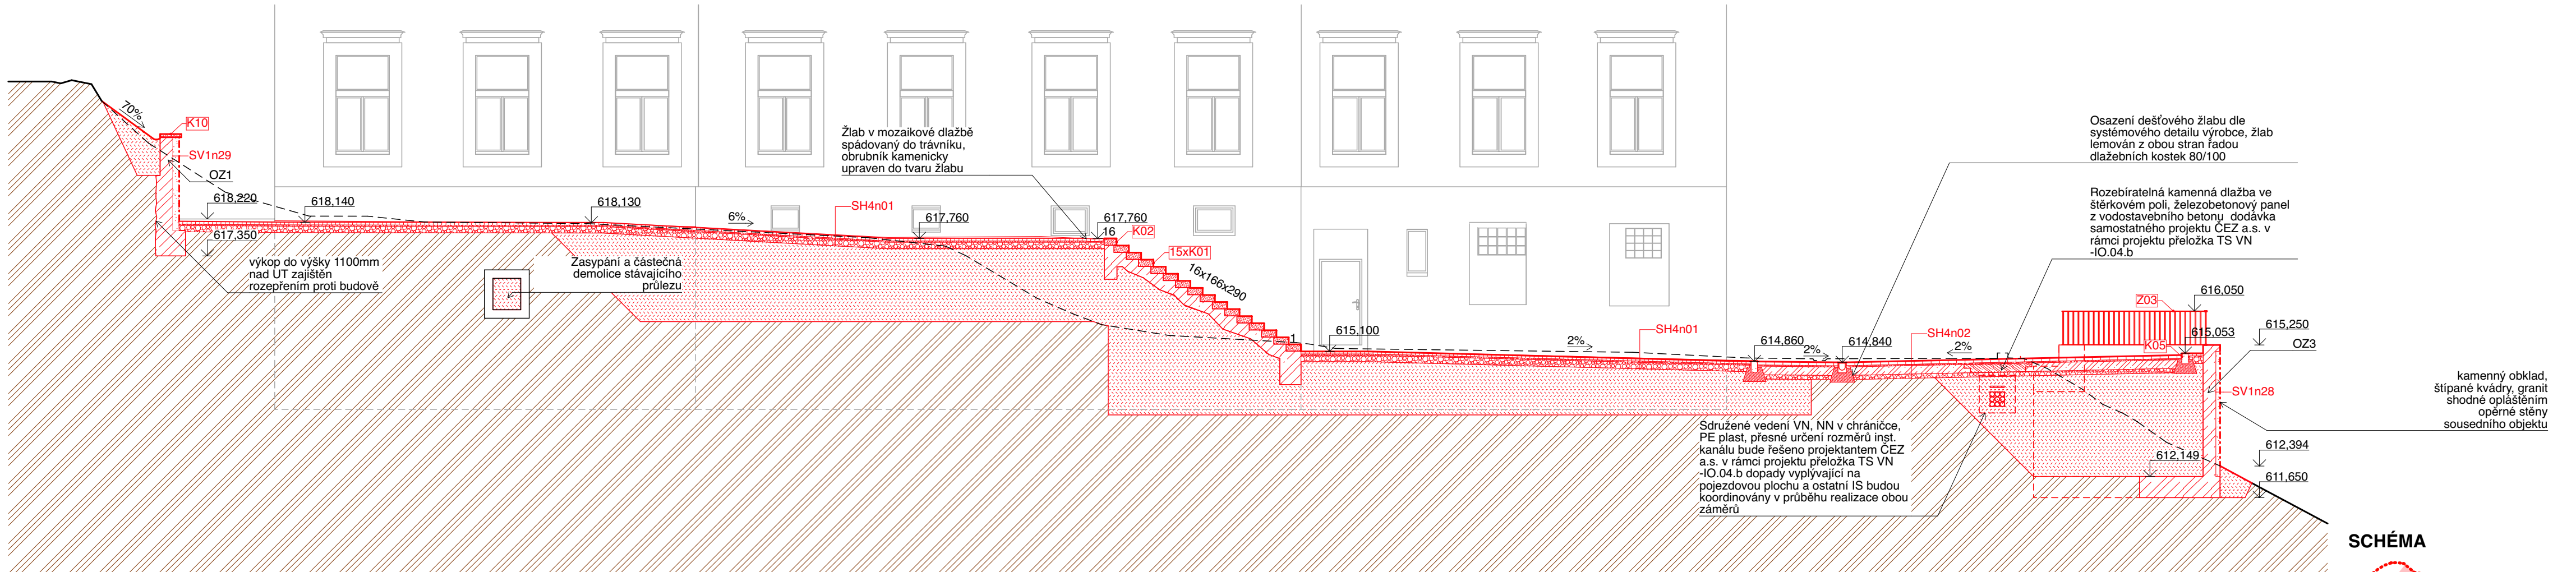 70%
K10
SV1n29
OZ1
618,220
617,350
výkop do výšky 1100mm
nad UT zajištěn
rozepřením proti budově
618,140
618,130
Zasypání a částečná
demolice stávajícího
průlezu
6%
SH4n01
Žlab v mozaikové dlažbě
spádovaný do trávníku,
obrubník kamenicky
upraven do tvaru žlabu
617,760
617,760
16
K02
15xK01
16x166x290
1
615,100
2%
SH4n01
614,860
2%
614,840
SH4n02
2%
Osazení dešťového žlabu dle
systémového detailu výrobce, žlab
lemován z obou stran řadou
dlažebních kostek 80/100
Rozebíratelná kamenná dlažba ve
štěrkovém poli, železobetonový panel
z vodostavebního betonu dodávka
samostatného projektu ČEZ a.s. v
rámci projektu přeložka TS VN
-IO.04.b
Sdružené vedení VN, NN v chráničce,
PE plast, přesné určení rozměrů inst.
kanálu bude řešeno projektantem ČEZ
a.s. v rámci projektu přeložka TS VN
-IO.04.b dopady vyplývající na
pojezdovou plochu a ostatní IS budou
koordinovány v průběhu realizace obou
záměrů
Z03
616,050
615,053
K05
615,250
OZ3
SV1n28
kamenný obklad,
štípané kvádry, granit
shodné opláštěním
opěrné stěny
sousedního objektu
612,149
612,394
611,650
SCHÉMA